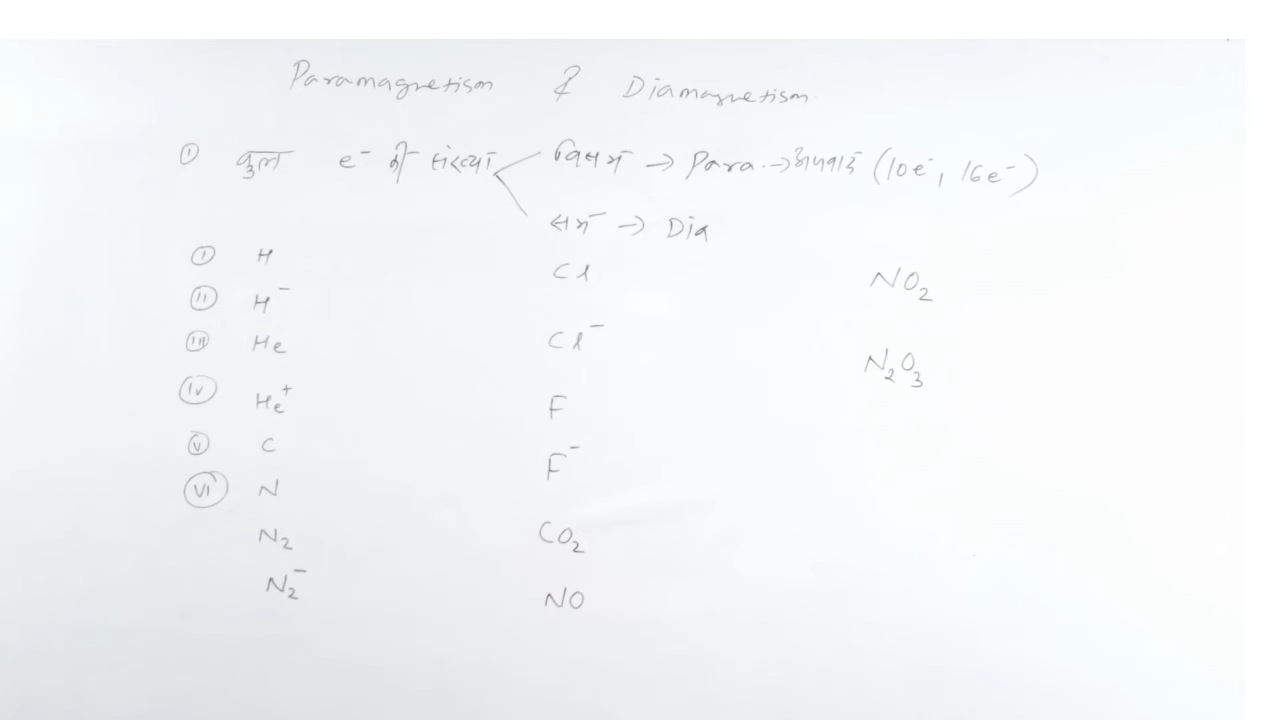 Paramagnetism & Diamagnetism
① कुल e⁻ की संख्या विषम → Para. → अपवाद (10e⁻, 16e⁻)
सम → Dia
ⓘ H
ⓘⓘ H⁻
ⓘⓘⓘ He
ⓘⓥ He⁺
ⓥ C
ⓥⓘ N
N₂
N₂⁻
Cl
Cl⁻
F
F⁻
CO₂
NO
NO₂
N₂O₃